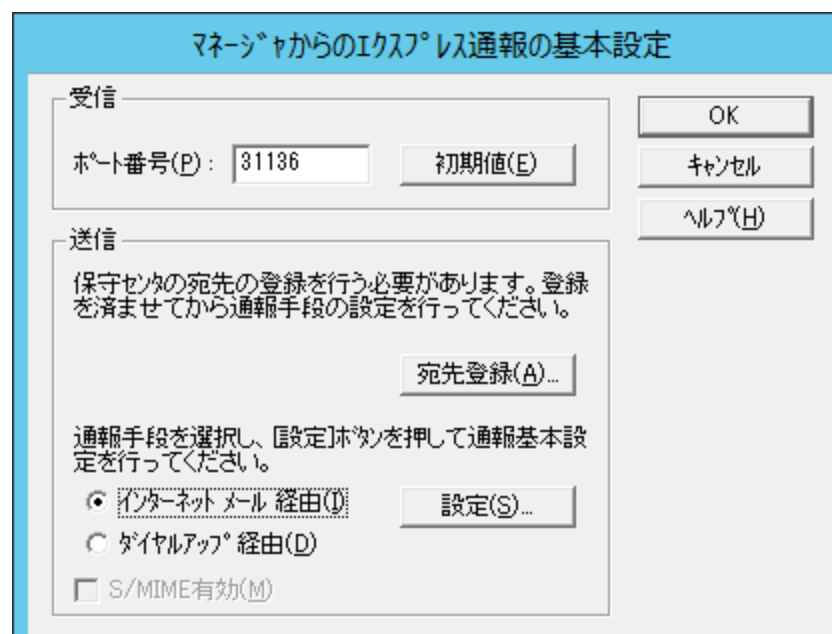 マネージャからのエクスプレス通報の基本設定
受信
ポート番号(P) : 31136 初期値(E)
OK
キャンセル
ヘルプ(H)
送信
保守センタの宛先の登録を行う必要があります。登録
を済ませてから通報手段の設定を行ってください。
宛先登録(A)...
通報手段を選択し、[設定]ボタンを押して通報基本設
定を行ってください。
インターネット メール 経由(I) 設定(S)...
ダイヤルアップ 経由(D)
S/MIME有効(M)